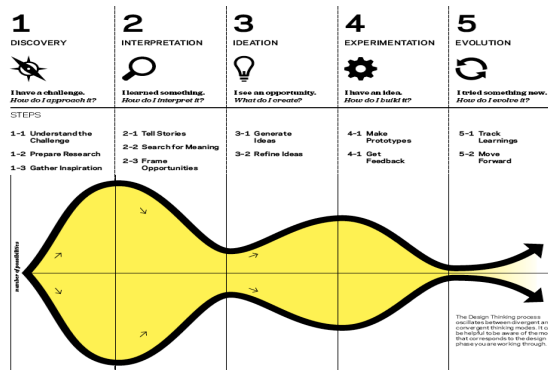 1
DISCOVERY
I have a challenge.
How do I approach it?
2
INTERPRETATION
I learned something.
How do I interpret it?
3
IDEATION
I see an opportunity.
What do I create?
4
EXPERIMENTATION
I have an idea.
How do I build it?
5
EVOLUTION
I tried something new.
How do I evolve it?
STEPS
1-1 Understand the
Challenge
1-2 Prepare Research
1-3 Gather Inspiration
2-1 Tell Stories
2-2 Search for Meaning
2-3 Frame
Opportunities
3-1 Generate
Ideas
3-2 Refine Ideas
4-1 Make
Prototypes
4-1 Get
Feedback
5-1 Track
Learnings
5-2 Move
Forward
number of possibilities
The Design Thinking process
oscillates between divergent an
convergent thinking modes. It c
be helpful to be aware of the mo
that corresponds to the design
phase you are working through.